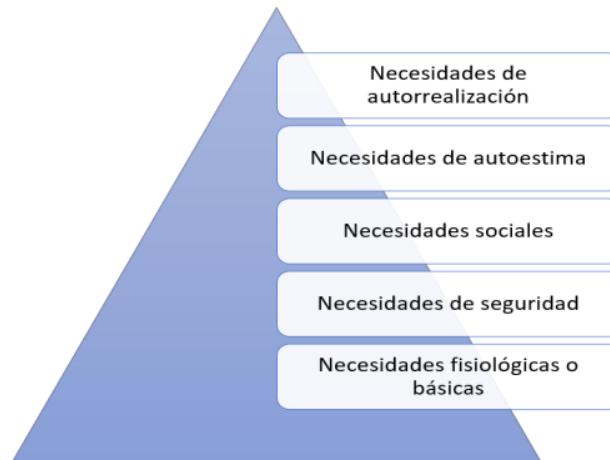 Necesidades de
autorrealización
Necesidades de autoestima
Necesidades sociales
Necesidades de seguridad
Necesidades fisiológicas o
básicas